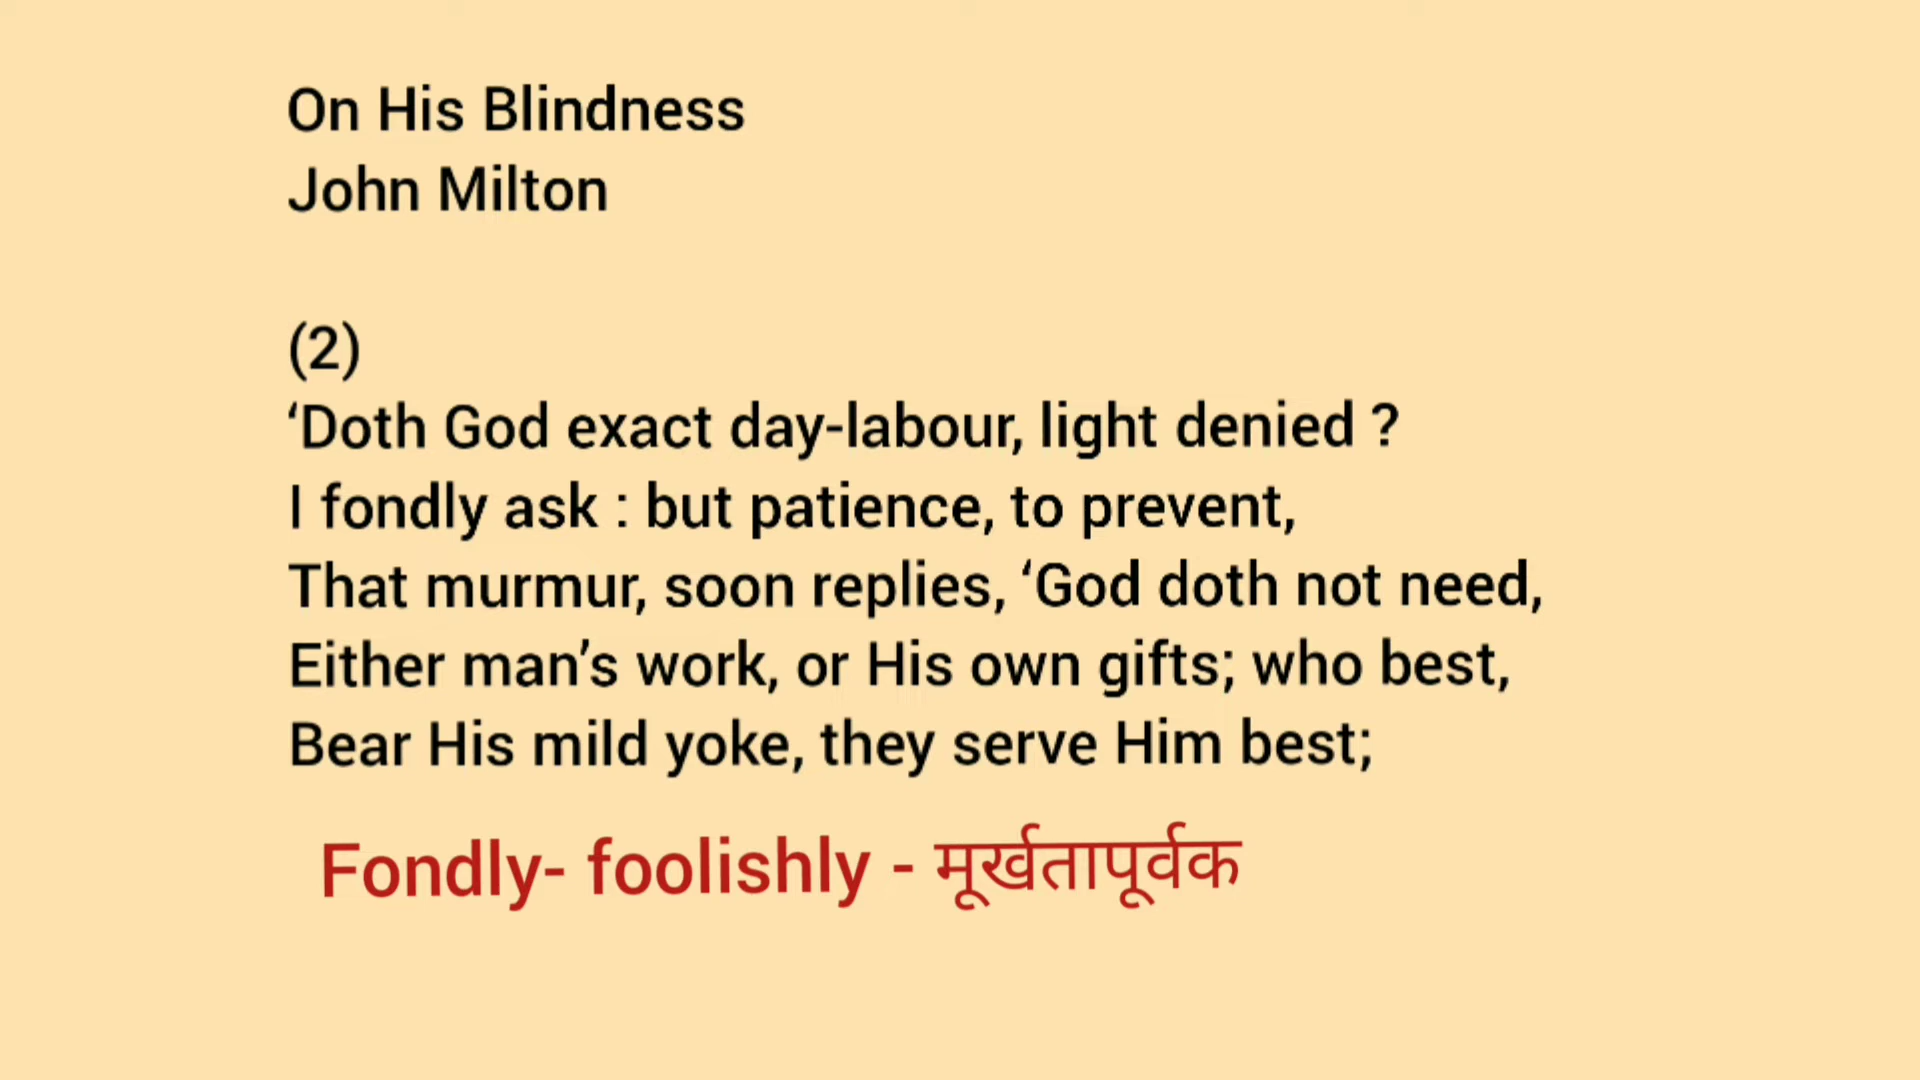 On His Blindness
John Milton
(2)
‘Doth God exact day-labour, light denied ?
I fondly ask : but patience, to prevent,
That murmur, soon replies, ‘God doth not need,
Either man’s work, or His own gifts; who best,
Bear His mild yoke, they serve Him best;
Fondly- foolishly - मूर्खतापूर्वक